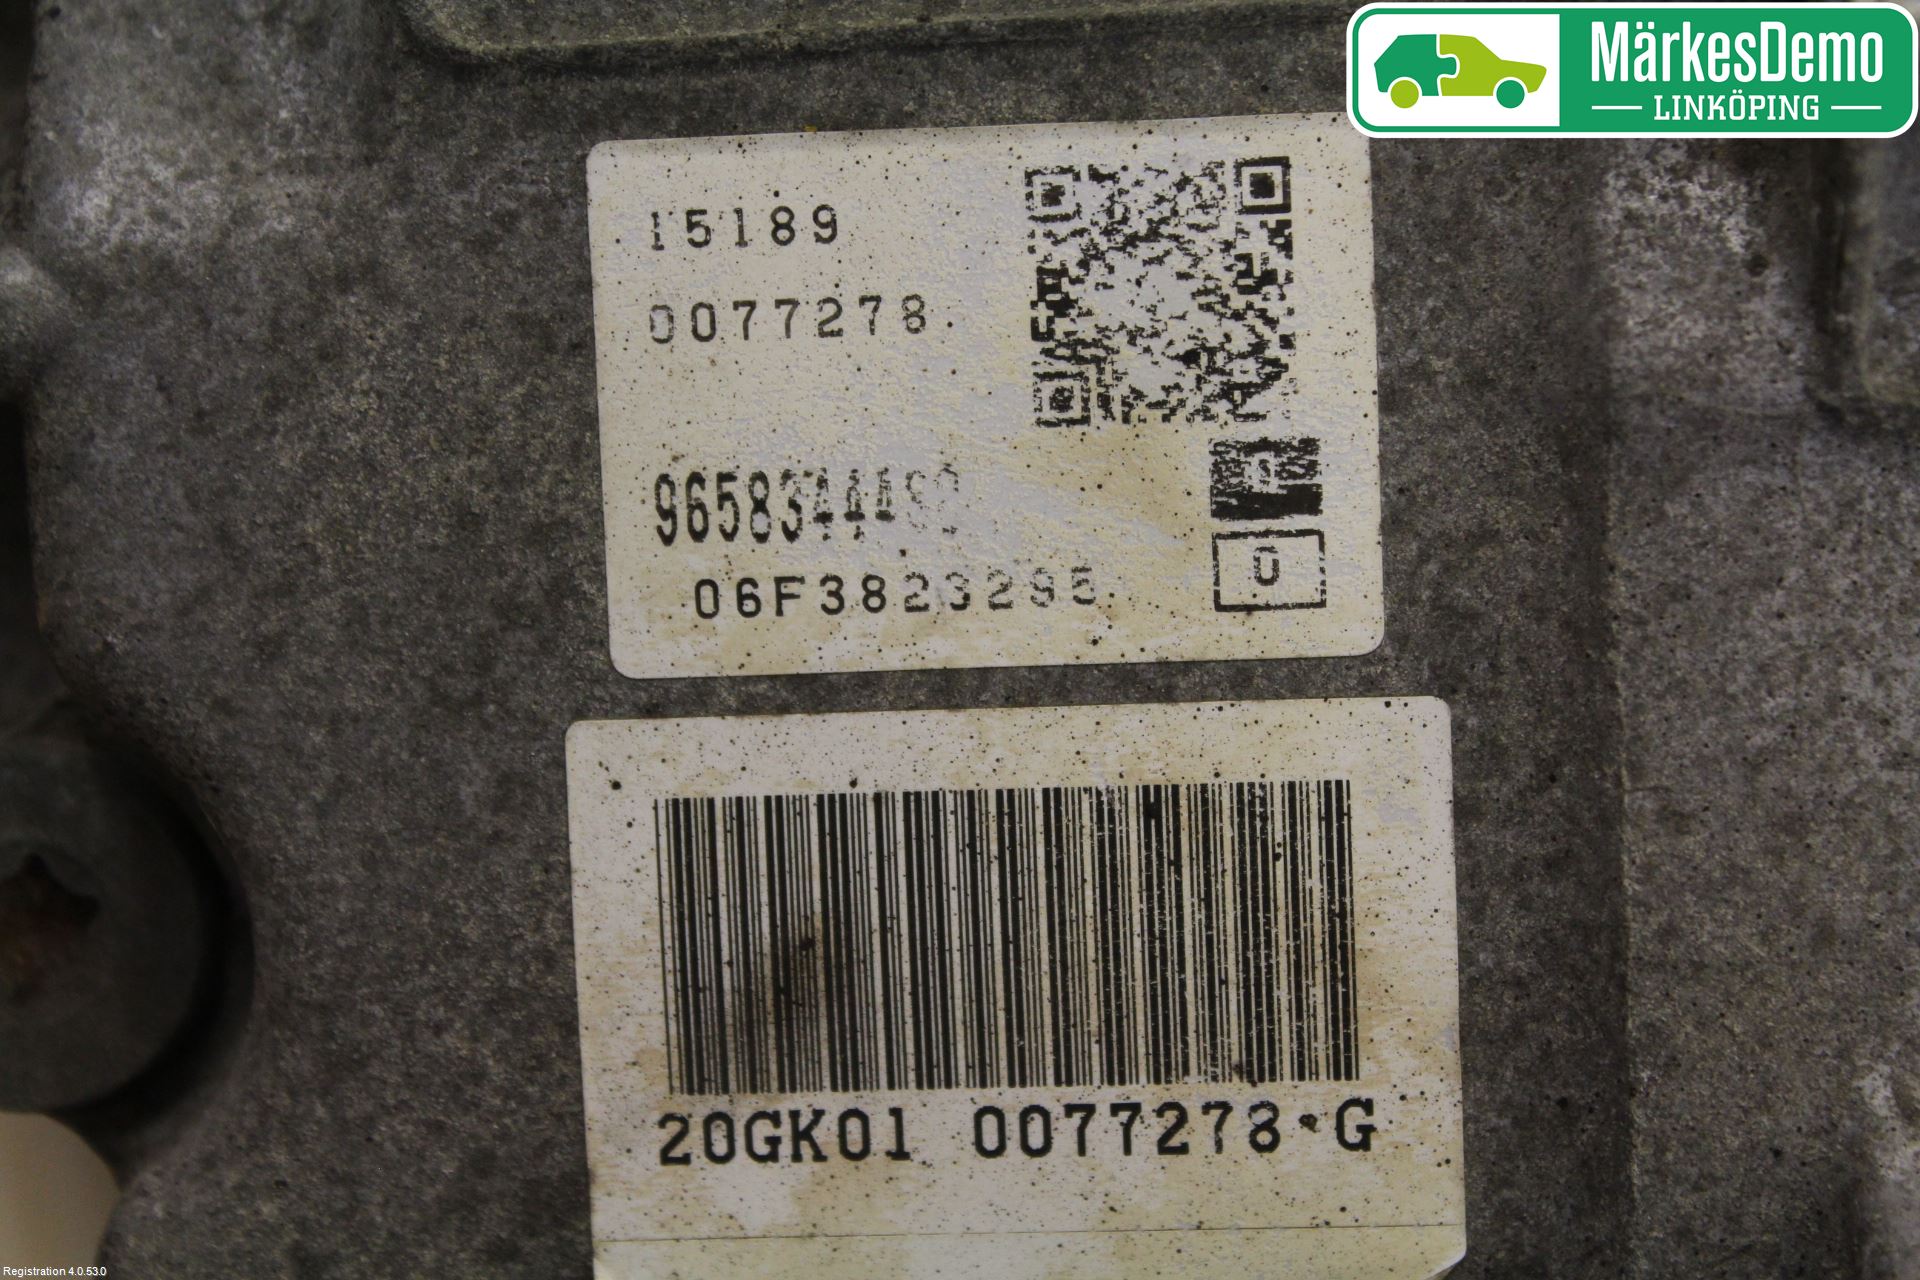 MärkesDemo
LINKÖPING
15189
0077278
0
06F3823295
20GK01 0077278 G
Registration 4.0.53.0